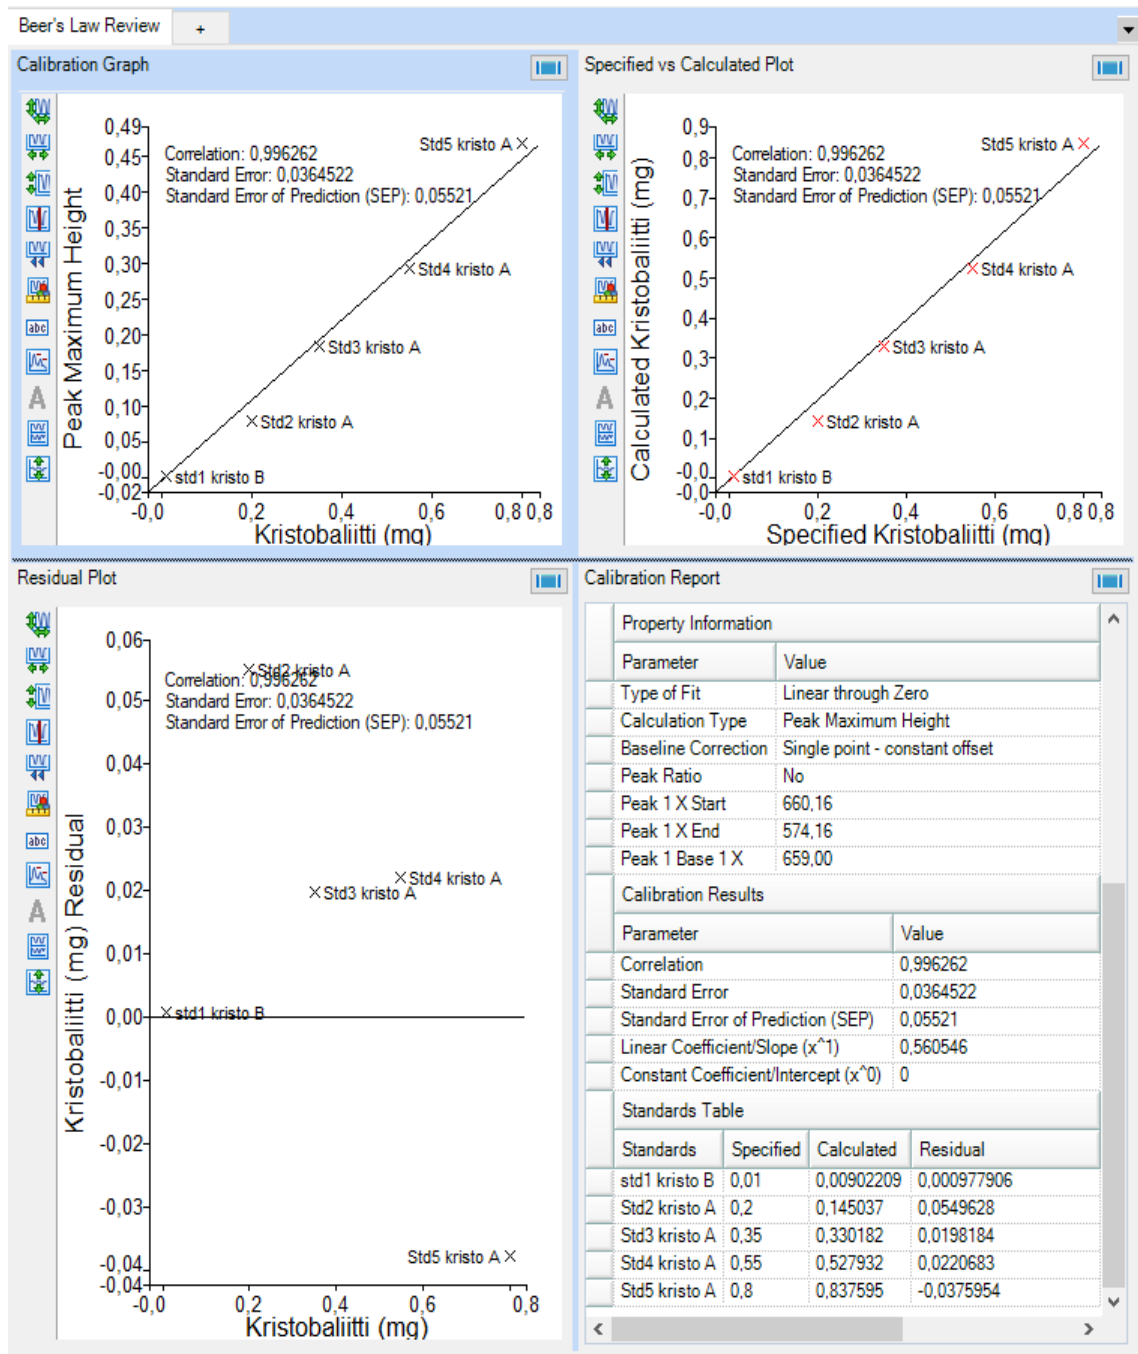 Beer's Law Review +
Calibration Graph
0,49
0,45
0,40
0,35
0,30
0,25
0,20
0,15
0,10
0,05
-0,00
-0,02
Peak Maximum Height
Correlation: 0,996262
Standard Error: 0,0364522
Standard Error of Prediction (SEP): 0,05521
Std5 kristo A
Std4 kristo A
Std3 kristo A
Std2 kristo A
std1 kristo B
-0,0 0,2 0,4 0,6 0,8 0,8
Kristobaliitti (mg)
abc
A
Specified vs Calculated Plot
0,9
0,8
0,7
0,6
0,5
0,4
0,3
0,2
0,1
-0,0
-0,0
Calculated Kristobaliitti (mg)
Correlation: 0,996262
Standard Error: 0,0364522
Standard Error of Prediction (SEP): 0,05521
Std5 kristo A
Std4 kristo A
Std3 kristo A
Std2 kristo A
std1 kristo B
-0,0 0,2 0,4 0,6 0,8 0,8
Specified Kristobaliitti (mg)
abc
A
Residual Plot
0,06
0,05
0,04
0,03
0,02
0,01
0,00
-0,01
-0,02
-0,03
-0,04
-0,04
Kristobaliitti (mg) Residual
Std2 kristo A
Correlation: 0,996262
Standard Error: 0,0364522
Standard Error of Prediction (SEP): 0,05521
Std4 kristo A
Std3 kristo A
std1 kristo B
Std5 kristo A
-0,0 0,2 0,4 0,6 0,8
Kristobaliitti (mg)
abc
A
Calibration Report
Property Information
Parameter Value
Type of Fit Linear through Zero
Calculation Type Peak Maximum Height
Baseline Correction Single point - constant offset
Peak Ratio No
Peak 1 X Start 660,16
Peak 1 X End 574,16
Peak 1 Base 1 X 659,00
Calibration Results
Parameter Value
Correlation 0,996262
Standard Error 0,0364522
Standard Error of Prediction (SEP) 0,05521
Linear Coefficient/Slope (x^1) 0,560546
Constant Coefficient/Intercept (x^0) 0
Standards Table
Standards Specified Calculated Residual
std1 kristo B 0,01 0,00902209 0,000977906
Std2 kristo A 0,2 0,145037 0,0549628
Std3 kristo A 0,35 0,330182 0,0198184
Std4 kristo A 0,55 0,527932 0,0220683
Std5 kristo A 0,8 0,837595 -0,0375954